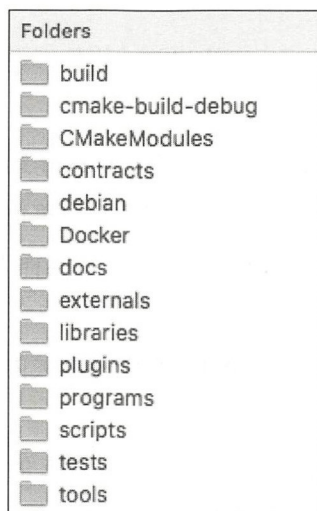 Folders
build
cmake-build-debug
CMakeModules
contracts
debian
Docker
docs
externals
libraries
plugins
programs
scripts
tests
tools